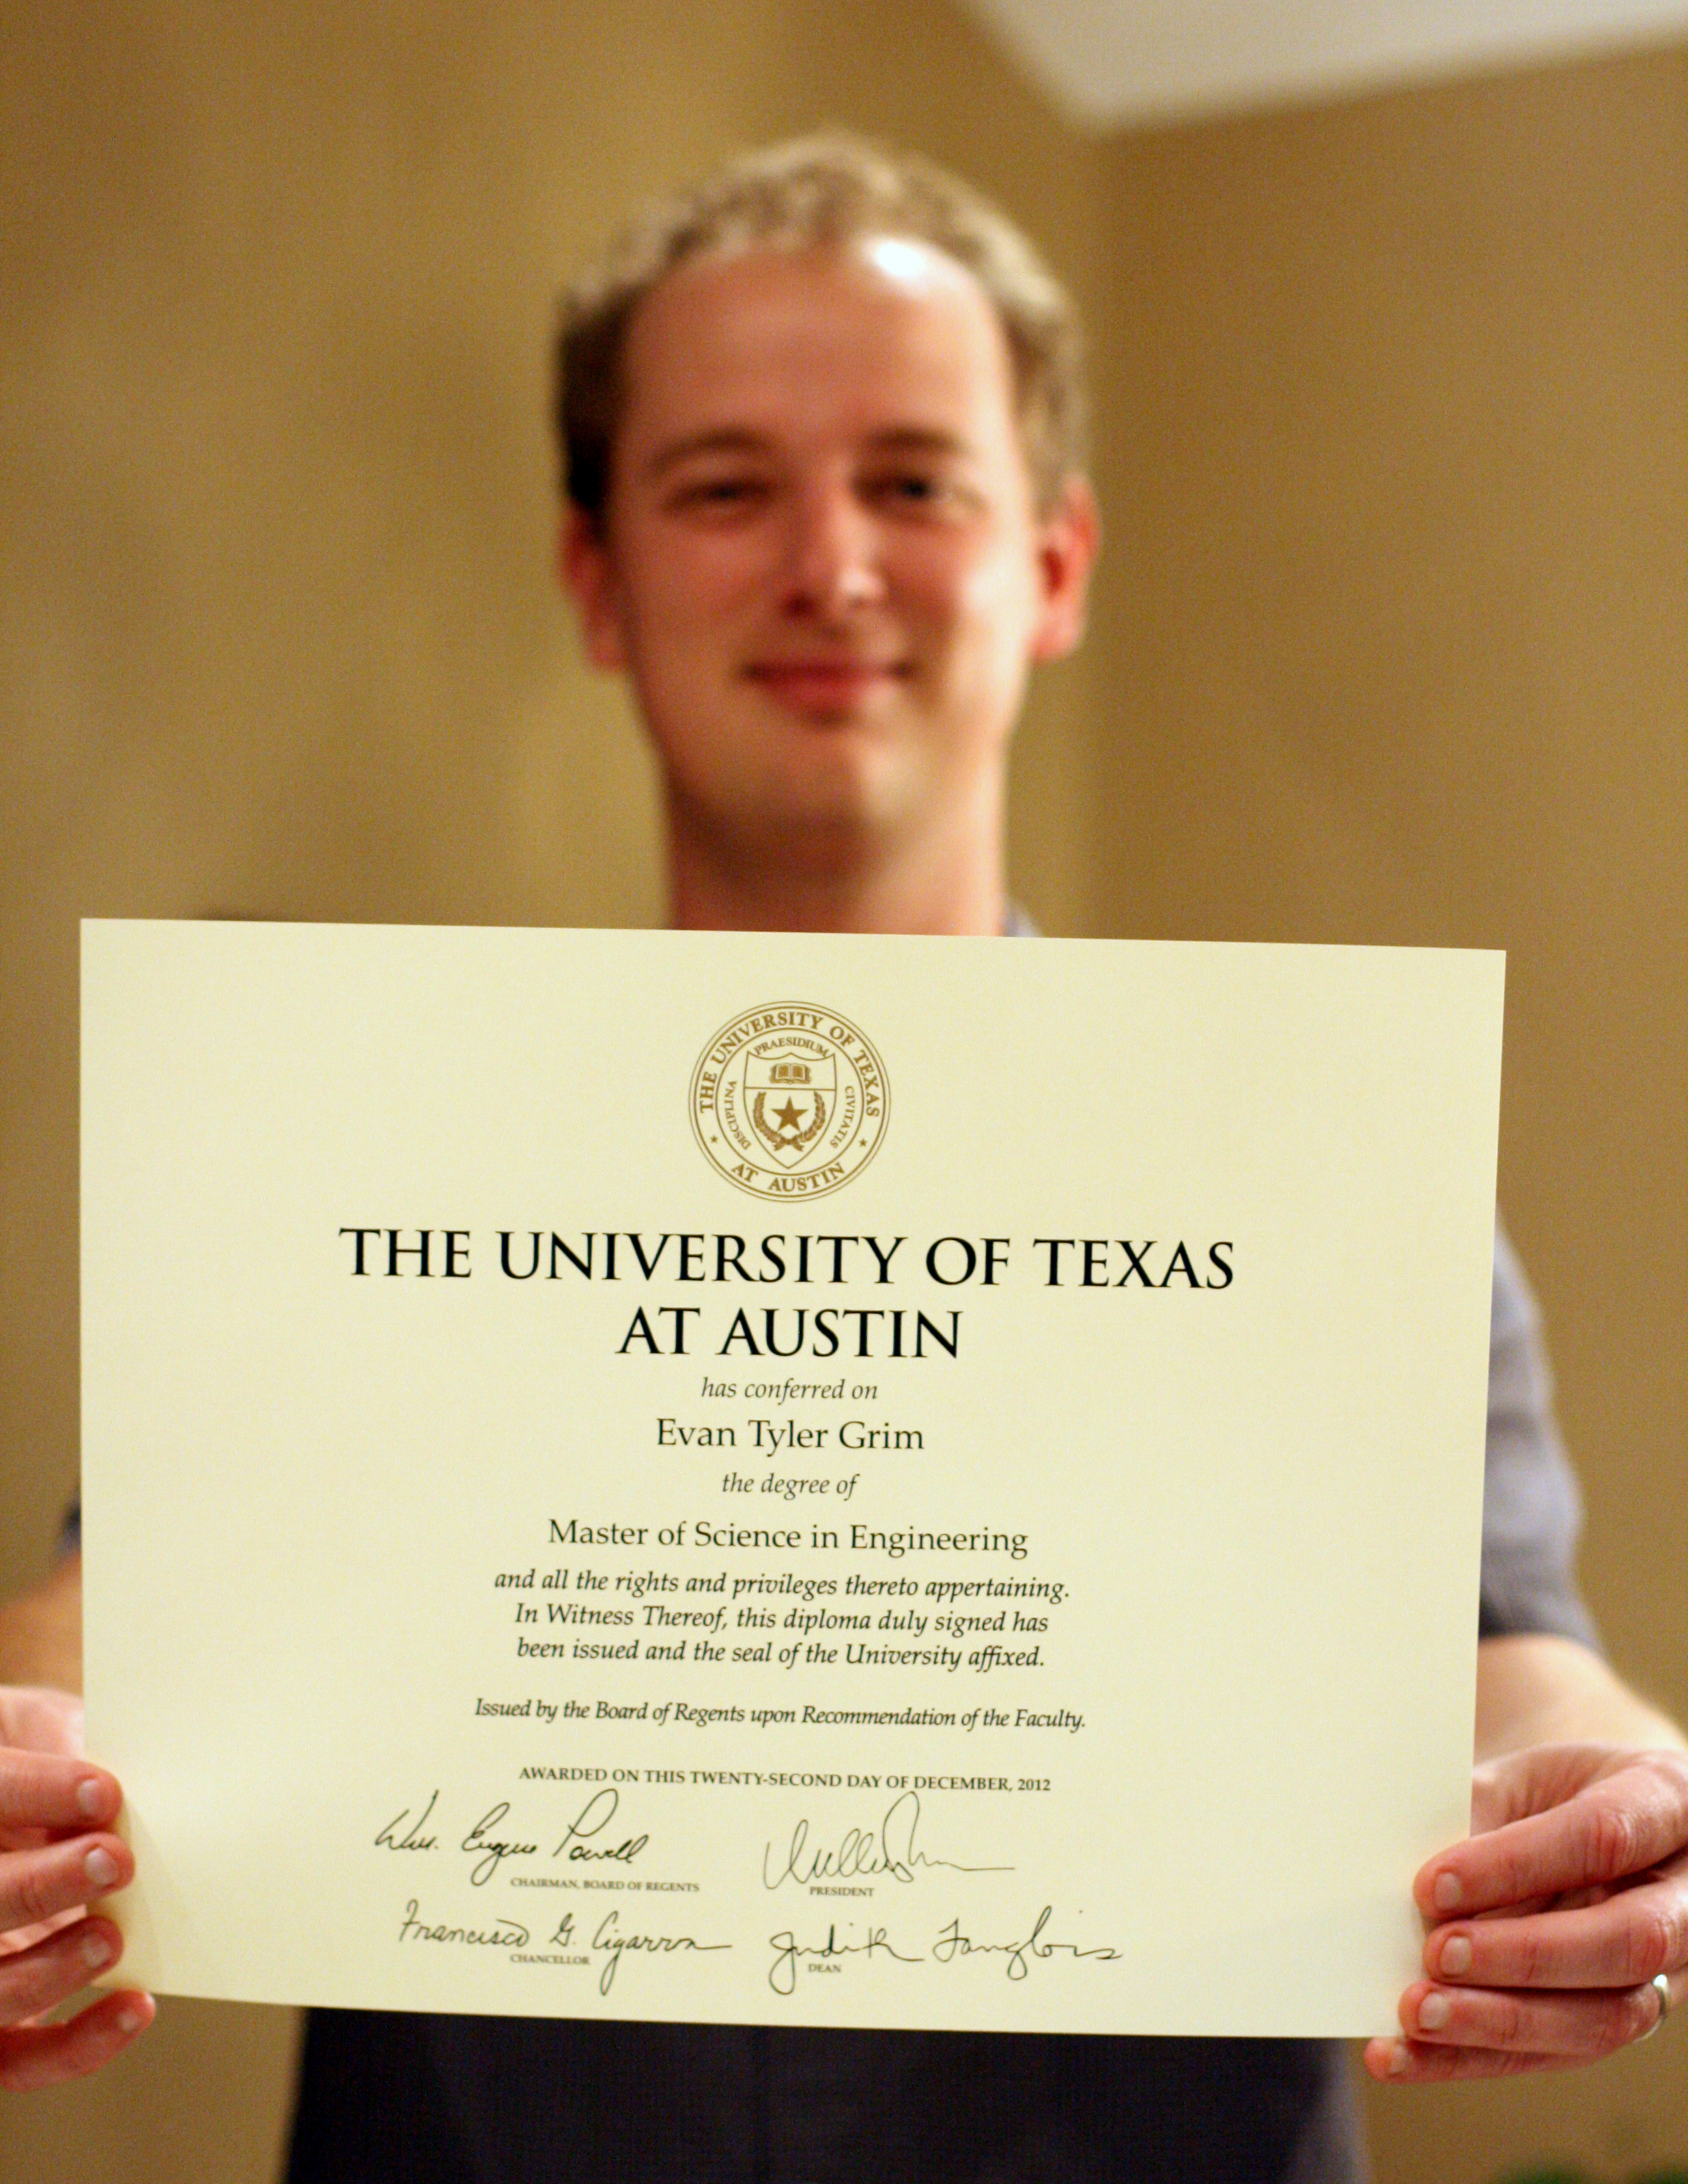 THE UNIVERSITY OF TEXAS
AT AUSTIN
PRAESIDIUM
DISCIPLINA
CIVITATIS
THE UNIVERSITY OF TEXAS
AT AUSTIN
has conferred on
Evan Tyler Grim
the degree of
Master of Science in Engineering
and all the rights and privileges thereto appertaining.
In Witness Thereof, this diploma duly signed has
been issued and the seal of the University affixed.
Issued by the Board of Regents upon Recommendation of the Faculty.
AWARDED ON THIS TWENTY-SECOND DAY OF DECEMBER, 2012
Wm. Eugene Powell
CHAIRMAN, BOARD OF REGENTS
PRESIDENT
Francisco G. Cigarroa
CHANCELLOR
Judith Langlois
DEAN